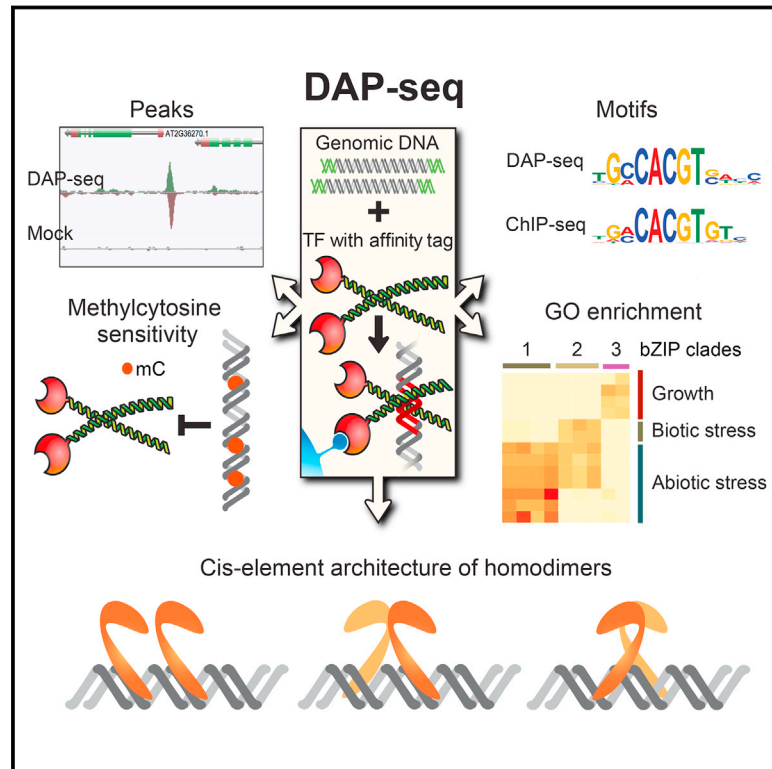 DAP-seq
Peaks
AT2G36270.1
DAP-seq
Mock
Genomic DNA
+
TF with affinity tag
Motifs
DAP-seq
TGCCACGT
ChIP-seq
GACACGTGT
Methylcytosine
sensitivity
mC
GO enrichment
1 2 3 bZIP clades
Growth
Biotic stress
Abiotic stress
Cis-element architecture of homodimers